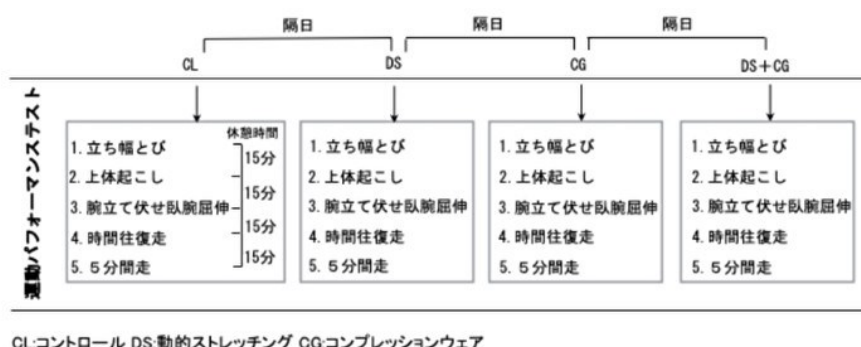 隔日 隔日 隔日
CL DS CG DS+CG
運動パフォーマンステスト
休憩時間
1. 立ち幅とび
2. 上体起こし
3. 腕立て伏せ臥腕屈伸
4. 時間往復走
5. 5分間走
15分
15分
15分
15分
1. 立ち幅とび
2. 上体起こし
3. 腕立て伏せ臥腕屈伸
4. 時間往復走
5. 5分間走
1. 立ち幅とび
2. 上体起こし
3. 腕立て伏せ臥腕屈伸
4. 時間往復走
5. 5分間走
1. 立ち幅とび
2. 上体起こし
3. 腕立て伏せ臥腕屈伸
4. 時間往復走
5. 5分間走
CL:コントロール DS:動的ストレッチング CG:コンプレッションウェア